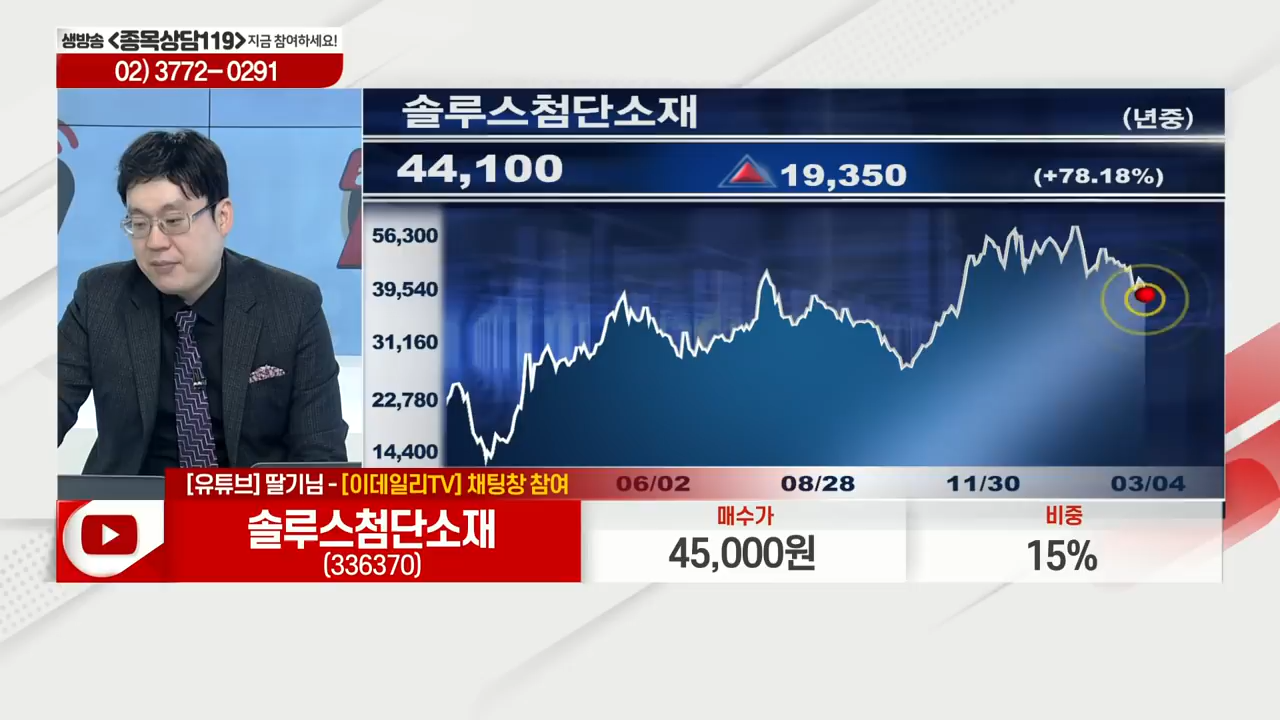 생방송 <종목상담119> 지금 참여하세요!
02) 3772-0291
솔루스첨단소재 (년중)
44,100 19,350 (+78.18%)
56,300
39,540
31,160
22,780
14,400
06/02 08/28 11/30 03/04
[유튜브] 딸기님 - [이데일리TV] 채팅창 참여
솔루스첨단소재
(336370)
매수가
45,000원
비중
15%